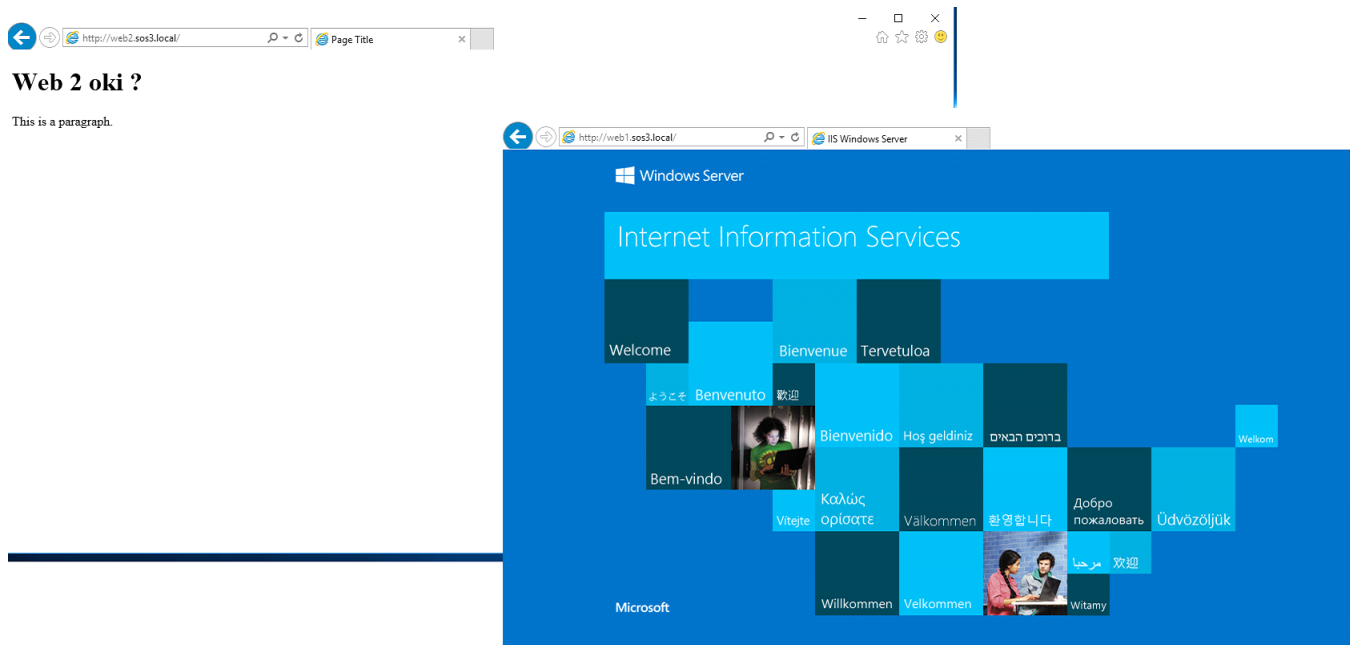 http://web2.sos3.local/
Page Title
Web 2 oki ?
This is a paragraph.
http://web1.sos3.local/
IIS Windows Server
Windows Server
Internet Information Services
Welcome
Bienvenue
Tervetuloa
ようこそ
Benvenuto
歡迎
Bienvenido
Hoş geldiniz
ברוכים הבאים
Welkom
Bem-vindo
Vítejte
Καλώς
ορίσατε
Välkommen
환영합니다
Добро
пожаловать
Üdvözöljük
مرحبا
欢迎
Willkommen
Velkommen
Witamy
Microsoft